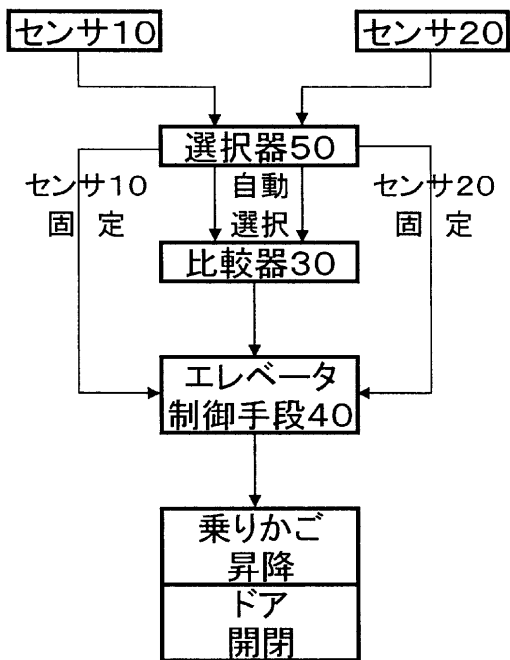 センサ10
センサ20
選択器50
センサ10
固 定
自動
選択
センサ20
固 定
比較器30
エレベータ
制御手段40
乗りかご
昇降
ドア
開閉